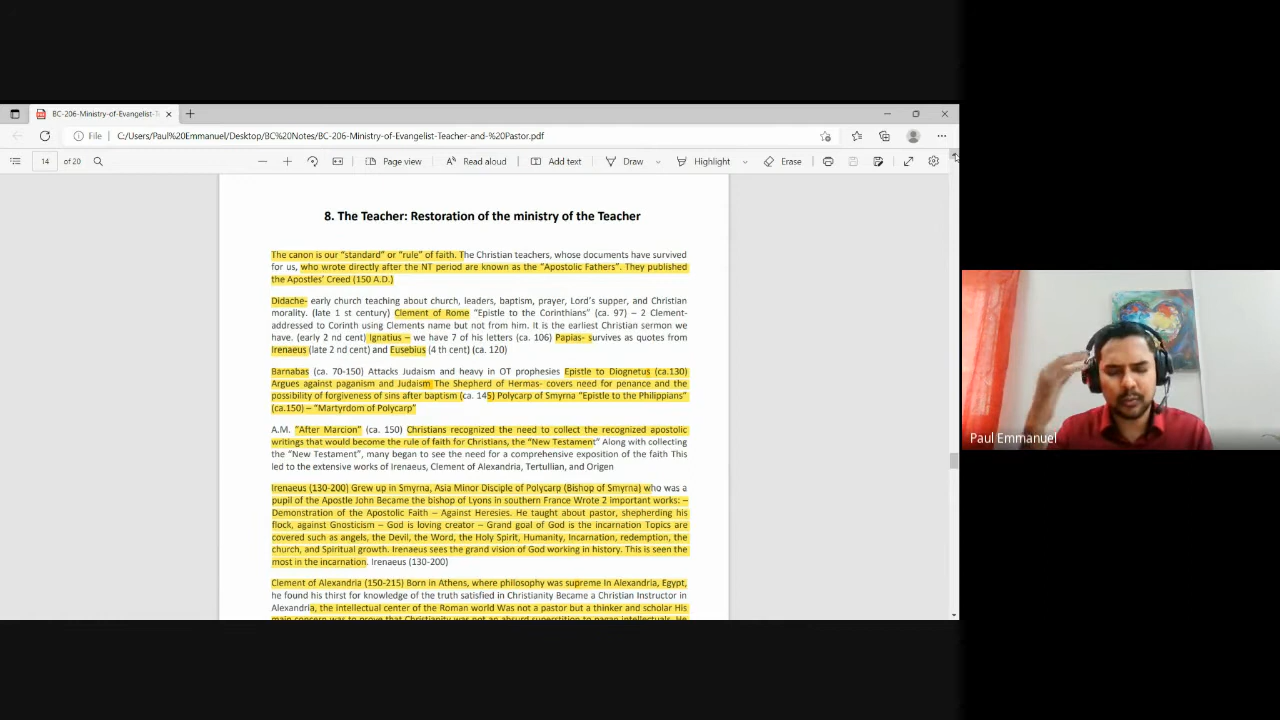 BC-206-Ministry-of-Evangelist-T
File C:/Users/Paul%20Emmanuel/Desktop/BC%20Notes/BC-206-Ministry-of-Evangelist-Teacher-and-%20Pastor.pdf
14 of 20 Page view Read aloud Add text Draw Highlight Erase
8. The Teacher: Restoration of the ministry of the Teacher
The canon is our “standard” or “rule” of faith. The Christian teachers, whose documents have survived
for us, who wrote directly after the NT period are known as the “Apostolic Fathers”. They published
the Apostles’ Creed (150 A.D.)
Didache- early church teaching about church, leaders, baptism, prayer, Lord’s supper, and Christian
morality. (late 1 st century) Clement of Rome “Epistle to the Corinthians” (ca. 97) – 2 Clement-
addressed to Corinth using Clements name but not from him. It is the earliest Christian sermon we
have. (early 2 nd cent) Ignatius – we have 7 of his letters (ca. 106) Papias- survives as quotes from
Irenaeus (late 2 nd cent) and Eusebius (4 th cent) (ca. 120)
Barnabas (ca. 70-150) Attacks Judaism and heavy in OT prophesies Epistle to Diognetus (ca.130)
Argues against paganism and Judaism The Shepherd of Hermas- covers need for penance and the
possibility of forgiveness of sins after baptism (ca. 145) Polycarp of Smyrna “Epistle to the Philippians”
(ca.150) – “Martyrdom of Polycarp”
A.M. “After Marcion” (ca. 150) Christians recognized the need to collect the recognized apostolic
writings that would become the rule of faith for Christians, the “New Testament” Along with collecting
the “New Testament”, many began to see the need for a comprehensive exposition of the faith This
led to the extensive works of Irenaeus, Clement of Alexandria, Tertullian, and Origen
Irenaeus (130-200) Grew up in Smyrna, Asia Minor Disciple of Polycarp (Bishop of Smyrna) who was a
pupil of the Apostle John Became the bishop of Lyons in southern France Wrote 2 important works: –
Demonstration of the Apostolic Faith – Against Heresies. He taught about pastor, shepherding his
flock, against Gnosticism – God is loving creator – Grand goal of God is the incarnation Topics are
covered such as angels, the Devil, the Word, the Holy Spirit, Humanity, Incarnation, redemption, the
church, and Spiritual growth. Irenaeus sees the grand vision of God working in history. This is seen the
most in the incarnation. Irenaeus (130-200)
Clement of Alexandria (150-215) Born in Athens, where philosophy was supreme In Alexandria, Egypt,
he found his thirst for knowledge of the truth satisfied in Christianity Became a Christian Instructor in
Alexandria, the intellectual center of the Roman world Was not a pastor but a thinker and scholar His
main concern was to prove that Christianity was not an absurd superstition to pagan intellectuals. He
Paul Emmanuel